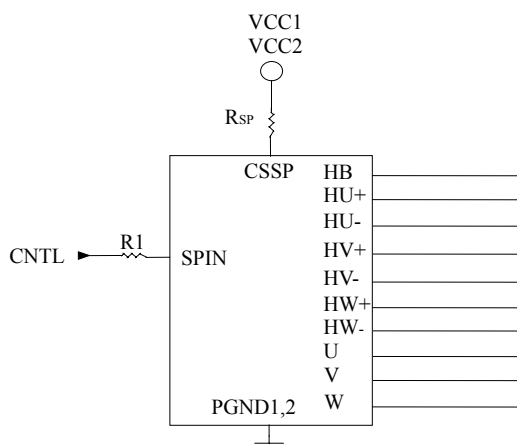 VCC1
VCC2
RSP
CSSP
HB
HU+
HU-
R1
HV+
CNTL
SPIN
HV-
HW+
HW-
U
V
PGND1,2
W